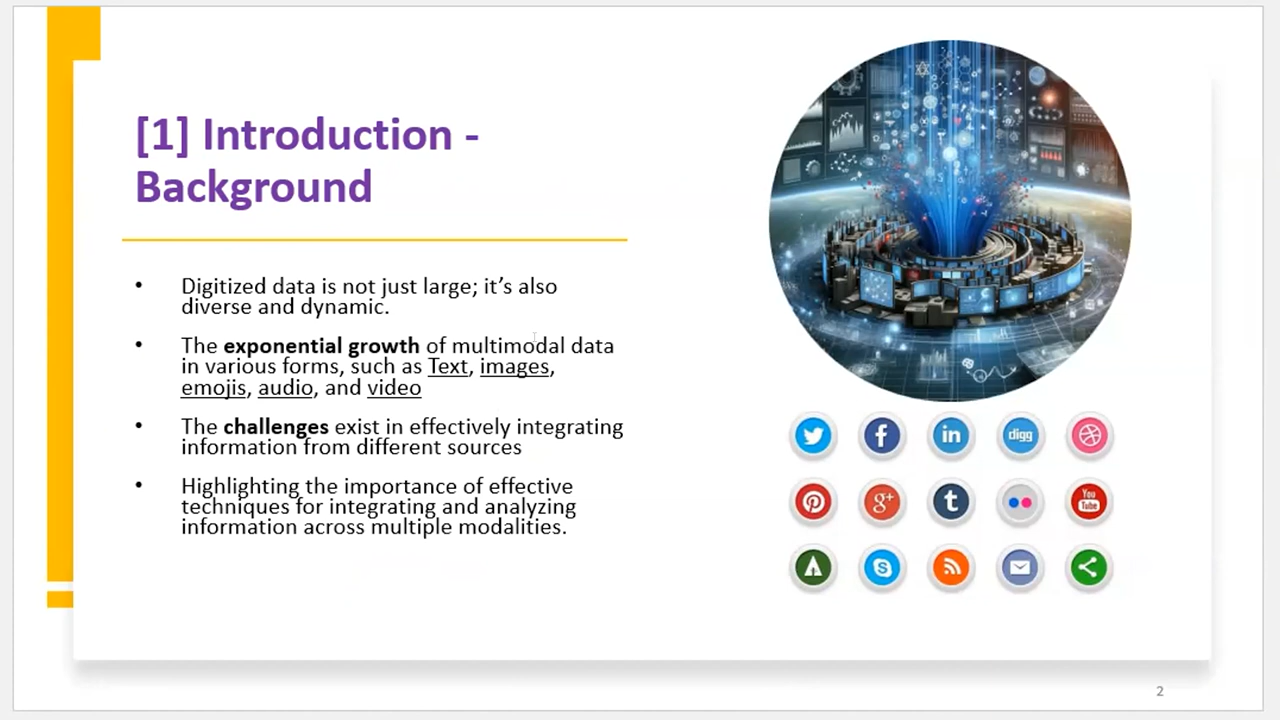 [1] Introduction -
Background
• Digitized data is not just large; it’s also
diverse and dynamic.
• The exponential growth of multimodal data
in various forms, such as Text, images,
emojis, audio, and video
• The challenges exist in effectively integrating
information from different sources
• Highlighting the importance of effective
techniques for integrating and analyzing
information across multiple modalities.
in
digg
g+
t
You
Tube
2